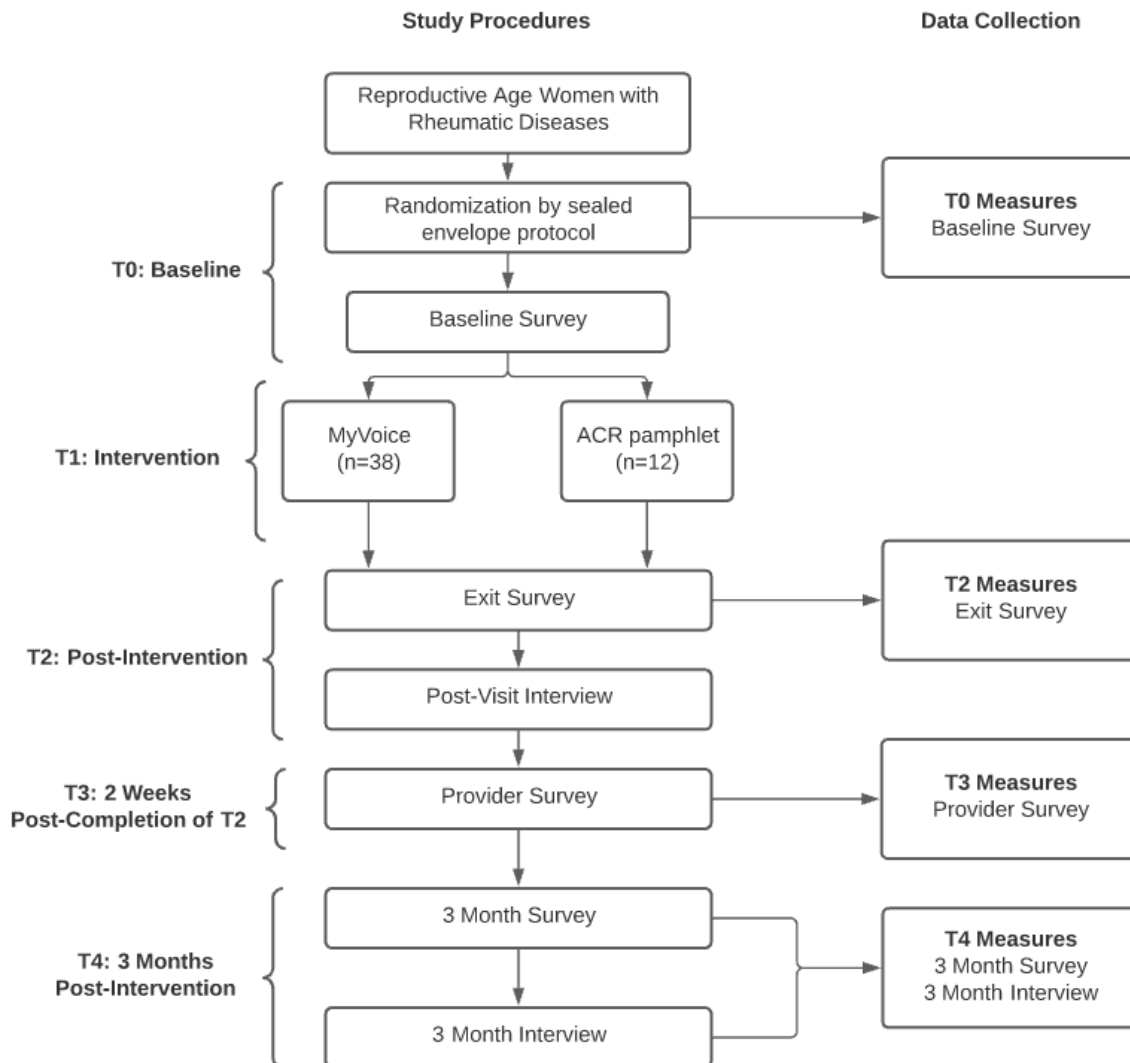 Study Procedures
Data Collection
Reproductive Age Women with
Rheumatic Diseases
T0: Baseline
Randomization by sealed
envelope protocol
T0 Measures
Baseline Survey
Baseline Survey
T1: Intervention
MyVoice
(n=38)
ACR pamphlet
(n=12)
T2: Post-Intervention
Exit Survey
T2 Measures
Exit Survey
Post-Visit Interview
T3: 2 Weeks
Post-Completion of T2
Provider Survey
T3 Measures
Provider Survey
T4: 3 Months
Post-Intervention
3 Month Survey
T4 Measures
3 Month Survey
3 Month Interview
3 Month Interview